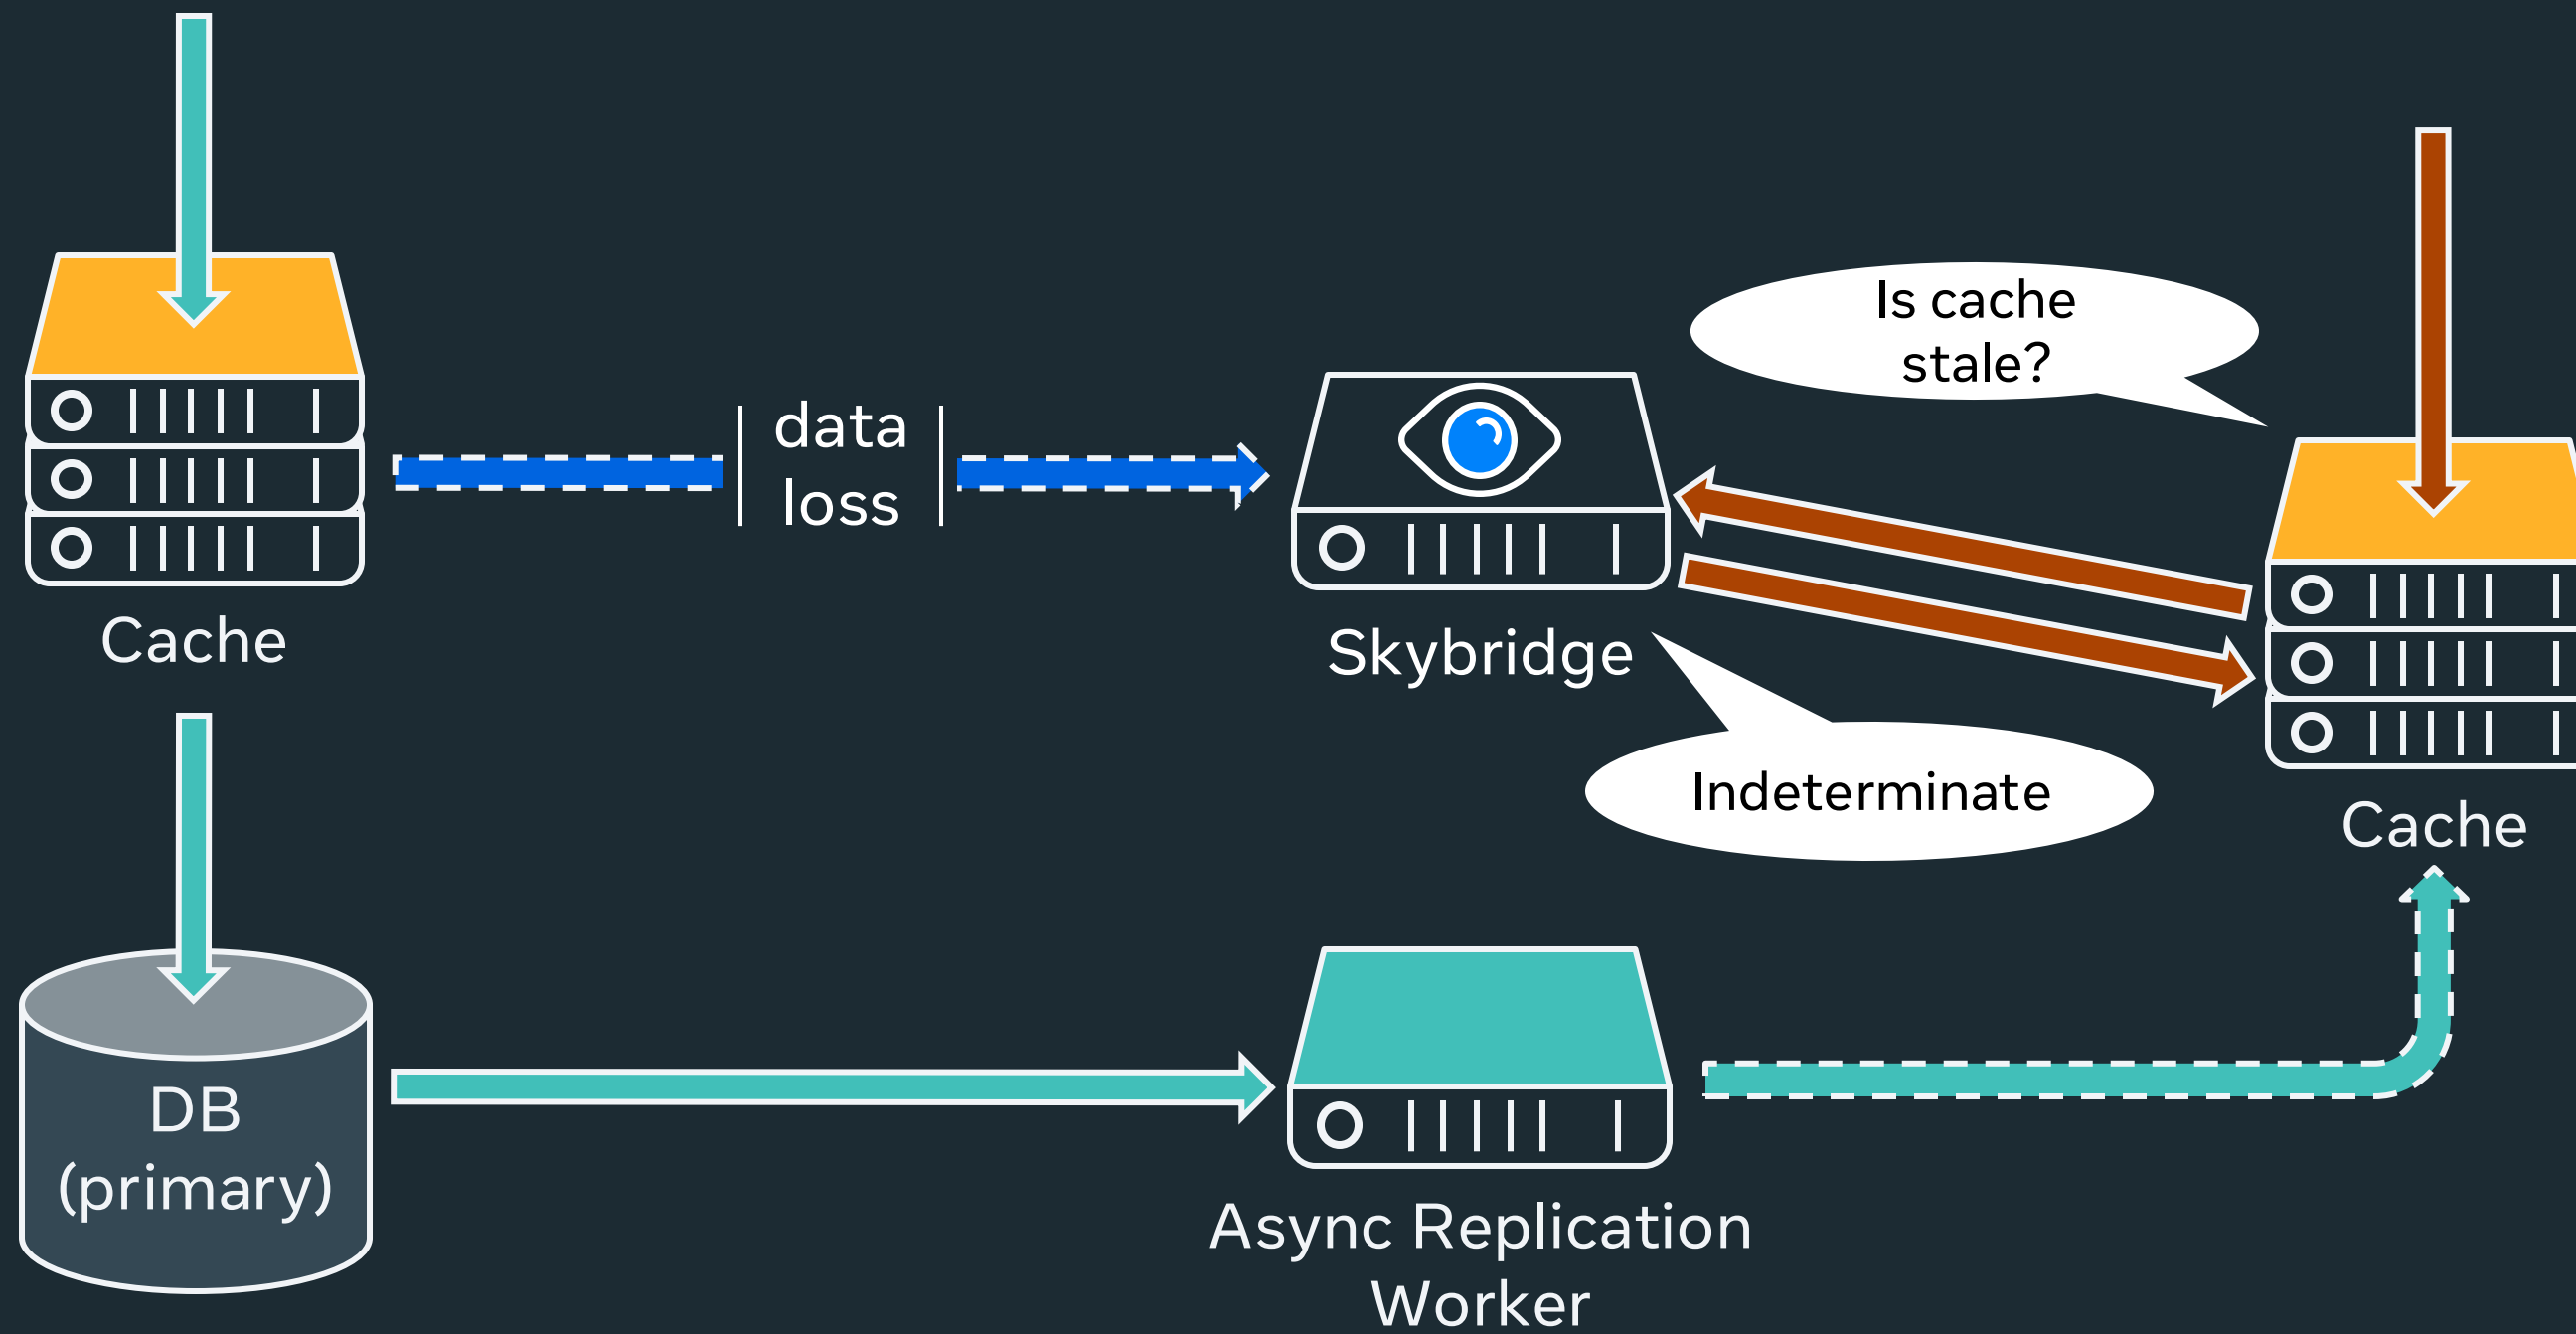 Is cache
stale?
data
loss
Cache
Skybridge
Indeterminate
Cache
DB
(primary)
Async Replication
Worker